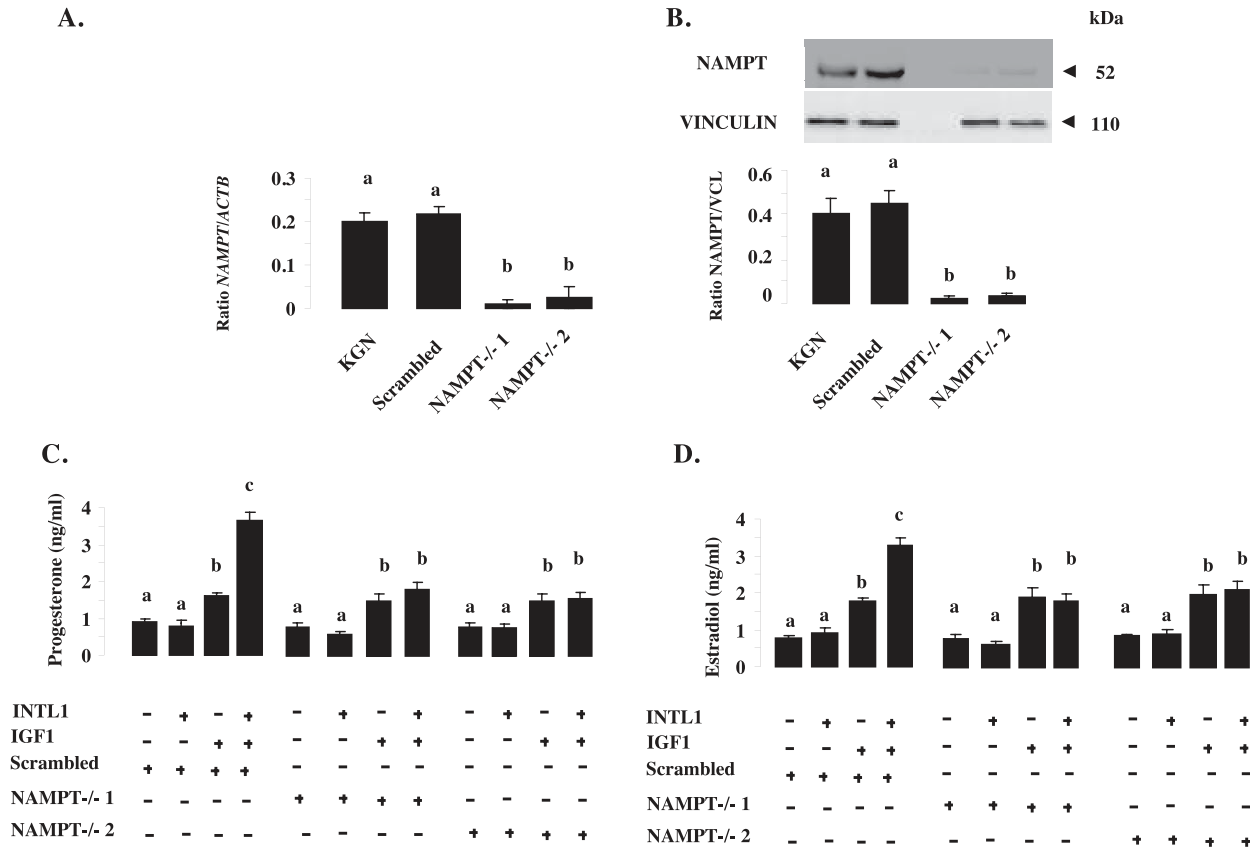 A.
B.
kDa
NAMPT
52
VINCULIN
110
Ratio NAMPT/ACTB
0.3
0.2
0.1
0
a
a
b
b
KGN
Scrambled
NAMPT-/- 1
NAMPT-/- 2
Ratio NAMPT/VCL
0.6
0.4
0.2
0
a
a
b
b
KGN
Scrambled
NAMPT-/- 1
NAMPT-/- 2
C.
Progesterone (ng/ml)
4
3
2
1
0
a
a
b
c
a
a
b
b
a
a
b
b
INTL1 - + - + - + - + - + - +
IGF1 - - + + - - + + - - + +
Scrambled + + + + - - - - - - - -
NAMPT-/- 1 - - - - + + + + - - - -
NAMPT-/- 2 - - - - - - - - + + + +
D.
Estradiol (ng/ml)
4
3
2
1
0
a
a
b
c
a
a
b
b
a
a
b
b
INTL1 - + - + - + - + - + - +
IGF1 - - + + - - + + - - + +
Scrambled + + + + - - - - - - - -
NAMPT-/- 1 - - - - + + + + - - - -
NAMPT-/- 2 - - - - - - - - + + + +